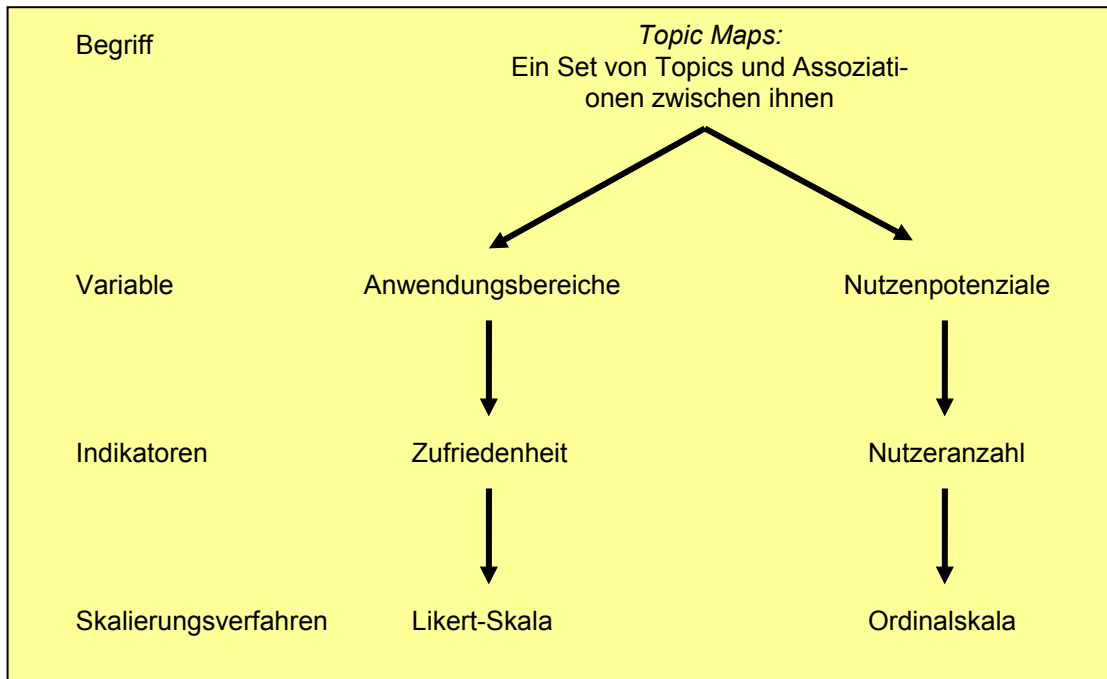 Begriff
Topic Maps:
Ein Set von Topics und Assoziati-
onen zwischen ihnen
Variable Anwendungsbereiche Nutzenpotenziale
Indikatoren Zufriedenheit Nutzeranzahl
Skalierungsverfahren Likert-Skala Ordinalskala